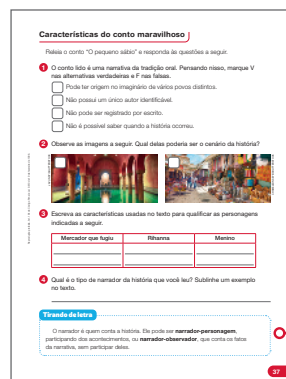 Características do conto maravilhoso
Releia o conto “O pequeno sábio” e responda às questões a seguir.
1 O conto lido é uma narrativa da tradição oral. Pensando nisso, marque V
nas alternativas verdadeiras e F nas falsas.
Pode ter origem no imaginário de vários povos distintos.
Não possui um único autor identificável.
Não pode ser registrado por escrito.
Não é possível saber quando a história ocorreu.
2 Observe as imagens a seguir. Qual delas poderia ser o cenário da história?
3 Escreva as características usadas no texto para qualificar as personagens
indicadas a seguir.
Mercador que fugiu
Rihanna
Menino
4 Qual é o tipo de narrador da história que você leu? Sublinhe um exemplo
no texto.
Tirando de letra
O narrador é quem conta a história. Ele pode ser narrador-personagem,
participando dos acontecimentos, ou narrador-observador, que conta os fatos
da narrativa, sem participar deles.
37